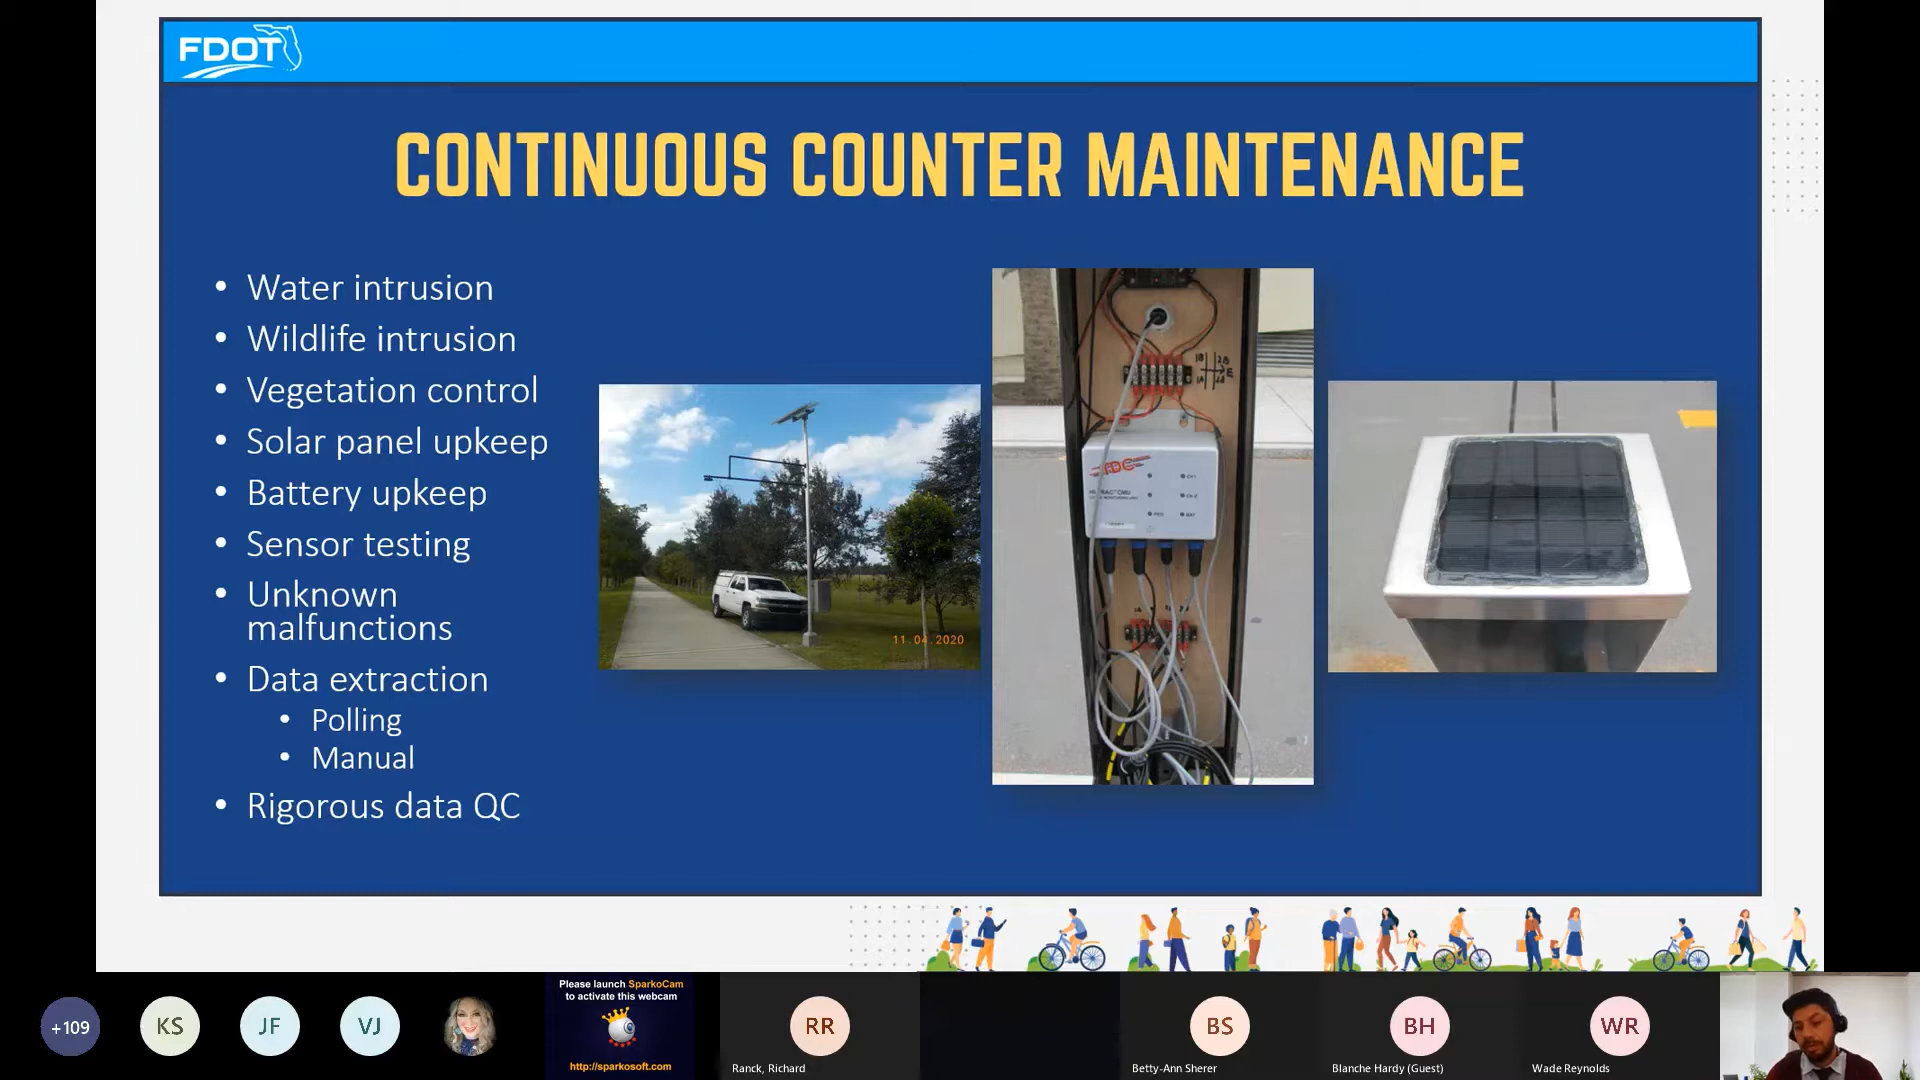 FDOT
CONTINUOUS COUNTER MAINTENANCE
• Water intrusion
• Wildlife intrusion
• Vegetation control
• Solar panel upkeep
• Battery upkeep
• Sensor testing
• Unknown
malfunctions
• Data extraction
• Polling
• Manual
• Rigorous data QC
11 04 2020
+109
KS
JF
VJ
Please launch SparkoCam
to activate this webcam
http://sparkosoft.com
RR
Ranck, Richard
BS
Betty-Ann Sherer
BH
Blanche Hardy (Guest)
WR
Wade Reynolds